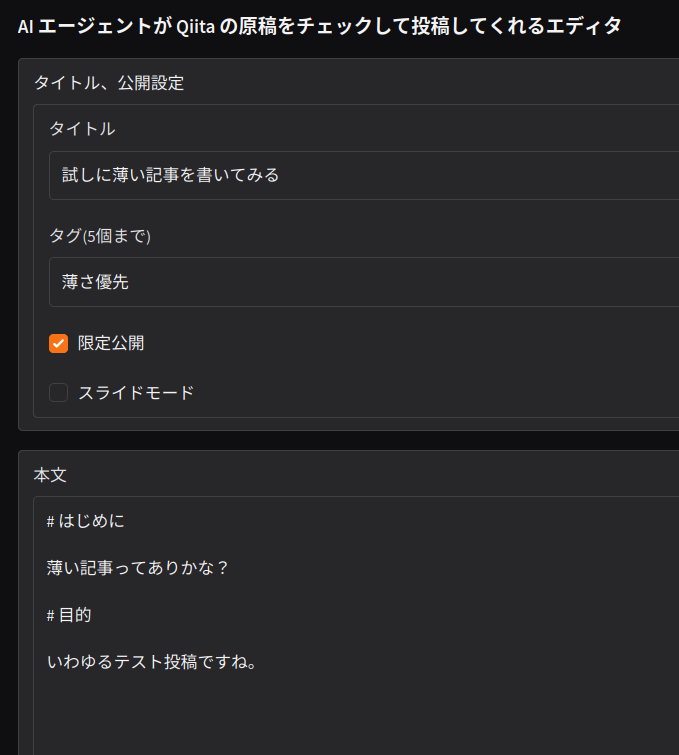 AI エージェントが Qiita の原稿をチェックして投稿してくれるエディタ
タイトル、公開設定
タイトル
試しに薄い記事を書いてみる
タグ(5個まで)
薄さ優先
限定公開
スライドモード
本文
# はじめに
薄い記事ってありかな？
# 目的
いわゆるテスト投稿ですね。